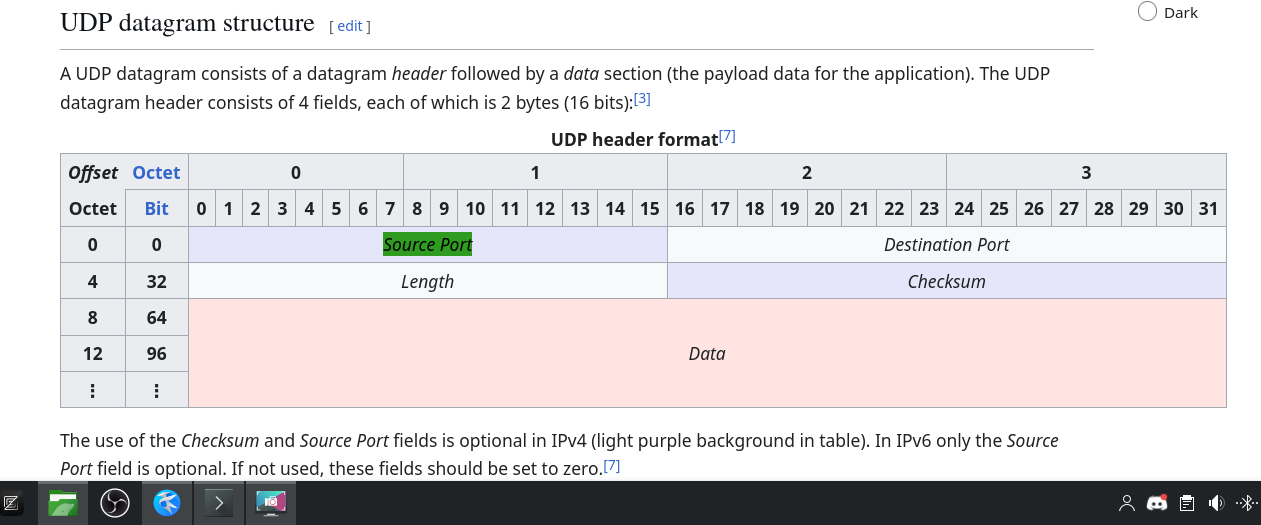 UDP datagram structure [ edit ]
Dark
A UDP datagram consists of a datagram header followed by a data section (the payload data for the application). The UDP
datagram header consists of 4 fields, each of which is 2 bytes (16 bits):[3]
UDP header format[7]
Offset Octet 0 1 2 3
Octet Bit 0 1 2 3 4 5 6 7 8 9 10 11 12 13 14 15 16 17 18 19 20 21 22 23 24 25 26 27 28 29 30 31
0 0 Source Port Destination Port
4 32 Length Checksum
8 64
12 96 Data
⋮ ⋮
The use of the Checksum and Source Port fields is optional in IPv4 (light purple background in table). In IPv6 only the Source
Port field is optional. If not used, these fields should be set to zero.[7]